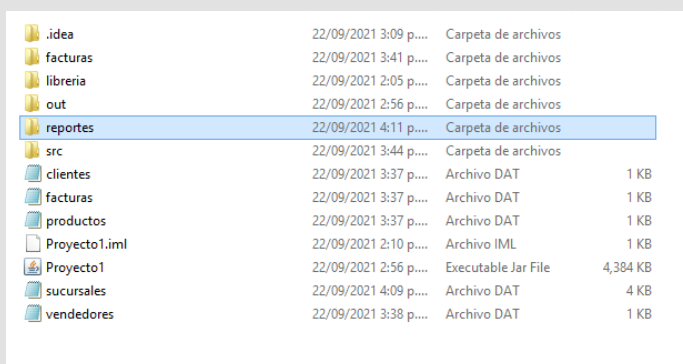 .idea 22/09/2021 3:09 p.... Carpeta de archivos
facturas 22/09/2021 3:41 p.... Carpeta de archivos
libreria 22/09/2021 2:05 p.... Carpeta de archivos
out 22/09/2021 2:56 p.... Carpeta de archivos
reportes 22/09/2021 4:11 p.... Carpeta de archivos
src 22/09/2021 3:44 p.... Carpeta de archivos
clientes 22/09/2021 3:37 p.... Archivo DAT 1 KB
facturas 22/09/2021 3:37 p.... Archivo DAT 1 KB
productos 22/09/2021 3:37 p.... Archivo DAT 1 KB
Proyecto1.iml 22/09/2021 2:10 p.... Archivo IML 1 KB
Proyecto1 22/09/2021 2:56 p.... Executable Jar File 4,384 KB
sucursales 22/09/2021 4:09 p.... Archivo DAT 4 KB
vendedores 22/09/2021 3:38 p.... Archivo DAT 1 KB